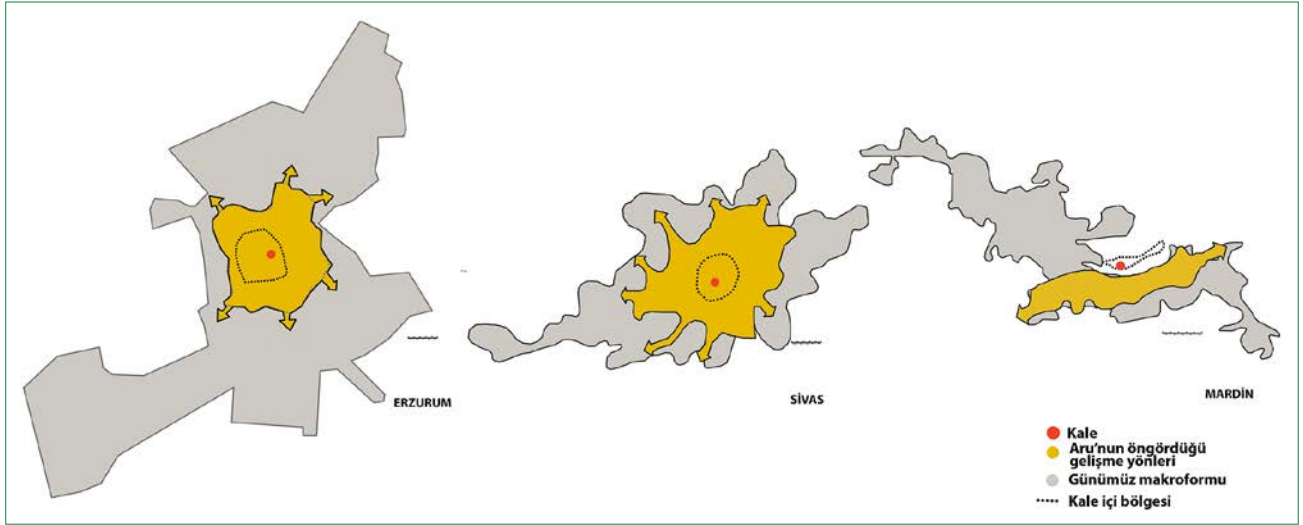 ERZURUM
SİVAS
MARDİN
Kale
Aru'nun öngördüğü
gelişme yönleri
Günümüz makroformu
Kale içi bölgesi